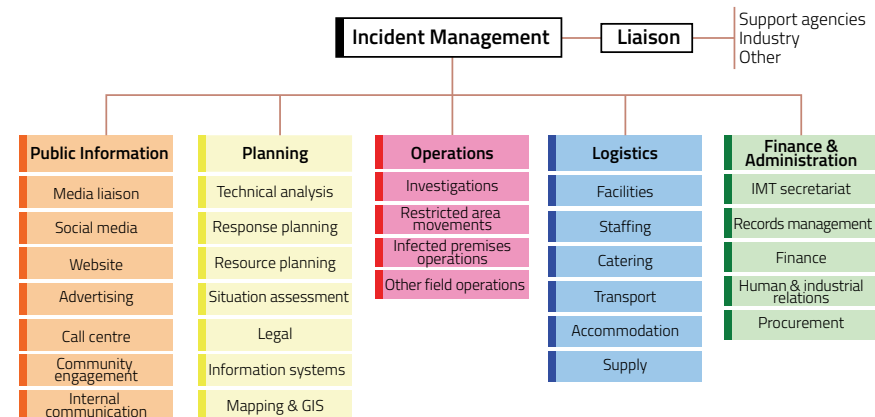 Incident Management
Liaison
Support agencies
Industry
Other
Public Information
Media liaison
Social media
Website
Advertising
Call centre
Community
engagement
Internal
communication
Planning
Technical analysis
Response planning
Resource planning
Situation assessment
Legal
Information systems
Mapping & GIS
Operations
Investigations
Restricted area
movements
Infected premises
operations
Other field operations
Logistics
Facilities
Staffing
Catering
Transport
Accommodation
Supply
Finance &
Administration
IMT secretariat
Records management
Finance
Human & industrial
relations
Procurement